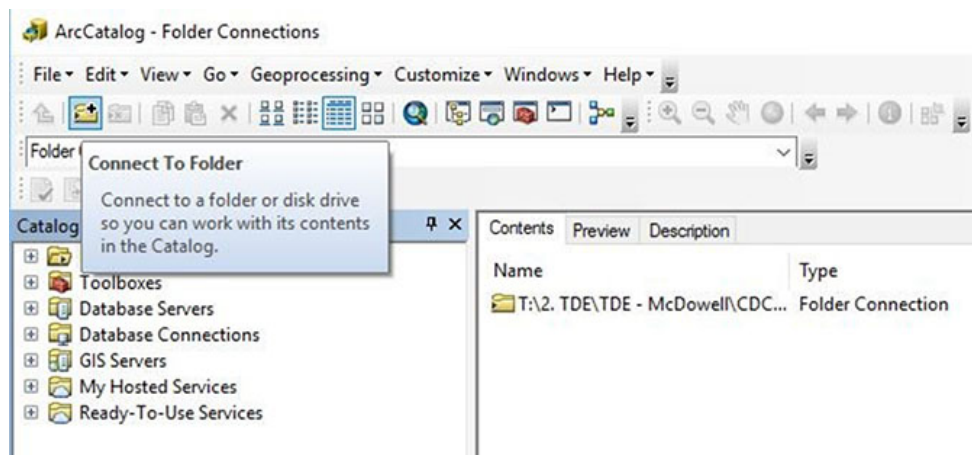 ArcCatalog - Folder Connections
File Edit View Go Geoprocessing Customize Windows Help
Folder
Connect To Folder
Connect to a folder or disk drive
so you can work with its contents
in the Catalog.
Catalog
Toolboxes
Database Servers
Database Connections
GIS Servers
My Hosted Services
Ready-To-Use Services
Contents Preview Description
Name Type
T:\2. TDE\TDE - McDowell\CDC... Folder Connection